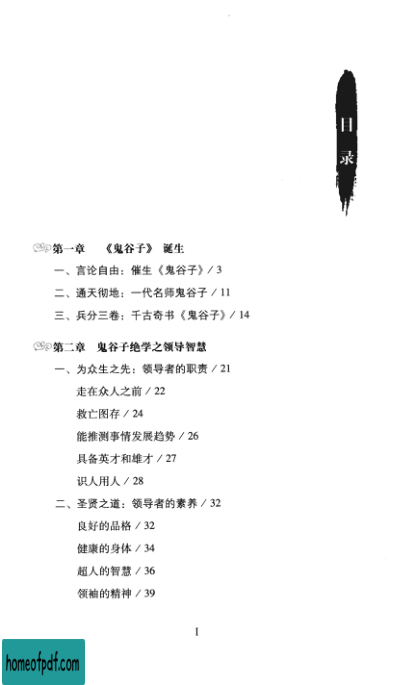 目录
第一章 《鬼谷子》 诞生
一、言论自由：催生《鬼谷子》/ 3
二、通天彻地：一代名师鬼谷子 / 11
三、兵分三卷：千古奇书《鬼谷子》/ 14
第二章 鬼谷子绝学之领导智慧
一、为众生之先：领导者的职责 / 21
走在众人之前 / 22
救亡图存 / 24
能推测事情发展趋势 / 26
具备英才和雄才 / 27
识人用人 / 28
二、圣贤之道：领导者的素养 / 32
良好的品格 / 32
健康的身体 / 34
超人的智慧 / 36
领袖的精神 / 39
I
homeofpdf.com